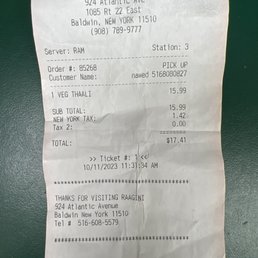 924 Atlantic Ave
1085 Rt 22 East
Baldwin, NEW YORK 11510
(908) 789-9777
Server: RAM Station: 3
Order #: 85268 PICK UP
Customer Name: nawed 5168080827
1 VEG THAALI 15.99
SUB TOTAL: 15.99
NEW YORK TAX: 1.42
Tax 2: 0.00
TOTAL: $17.41
>> Ticket #: 1 <<
10/11/2023 11:31:34 AM
THANKS FOR VISITING RAAGINI
924 Atlantic Avenue
Baldwin New York 11510
Tel # 516-608-5579